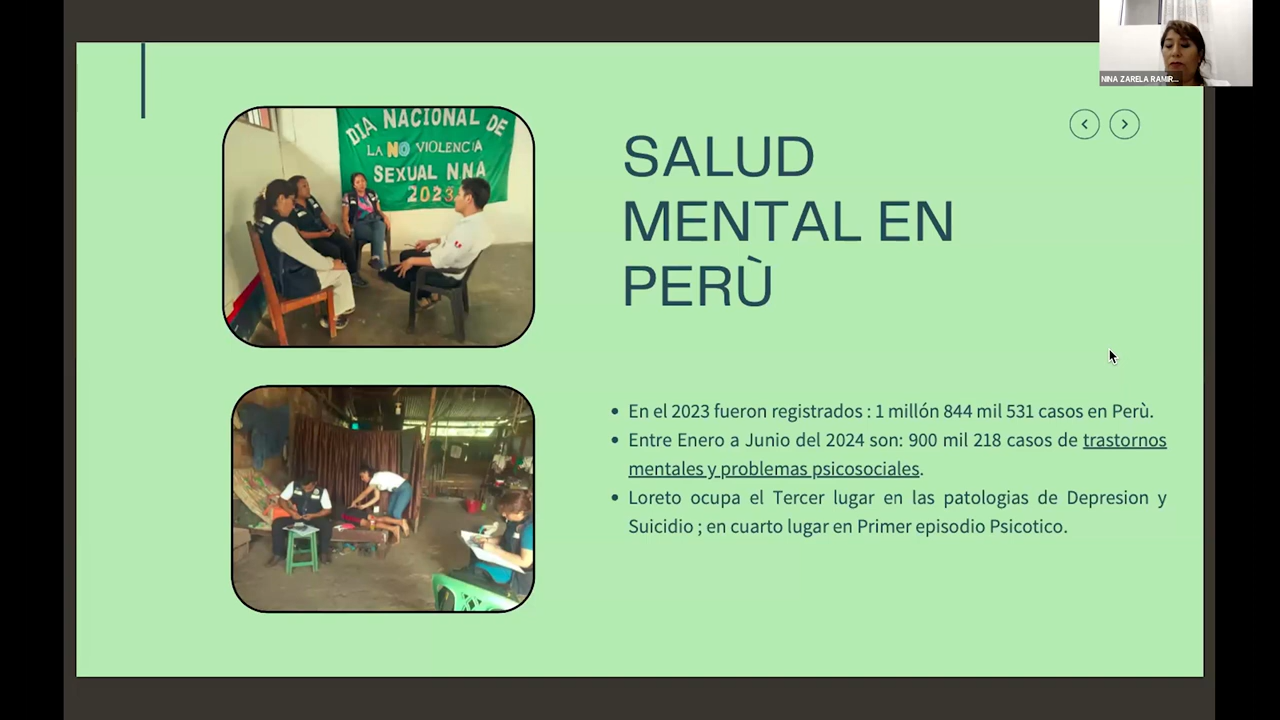 NINA ZARELA RAMIR...
DIA NACIONAL DE
LA NO VIOLENCIA
SEXUAL N.N.A
2023
SALUD
MENTAL EN
PERÙ
• En el 2023 fueron registrados : 1 millón 844 mil 531 casos en Perù.
• Entre Enero a Junio del 2024 son: 900 mil 218 casos de trastornos
mentales y problemas psicosociales.
• Loreto ocupa el Tercer lugar en las patologias de Depresion y
Suicidio ; en cuarto lugar en Primer episodio Psicotico.